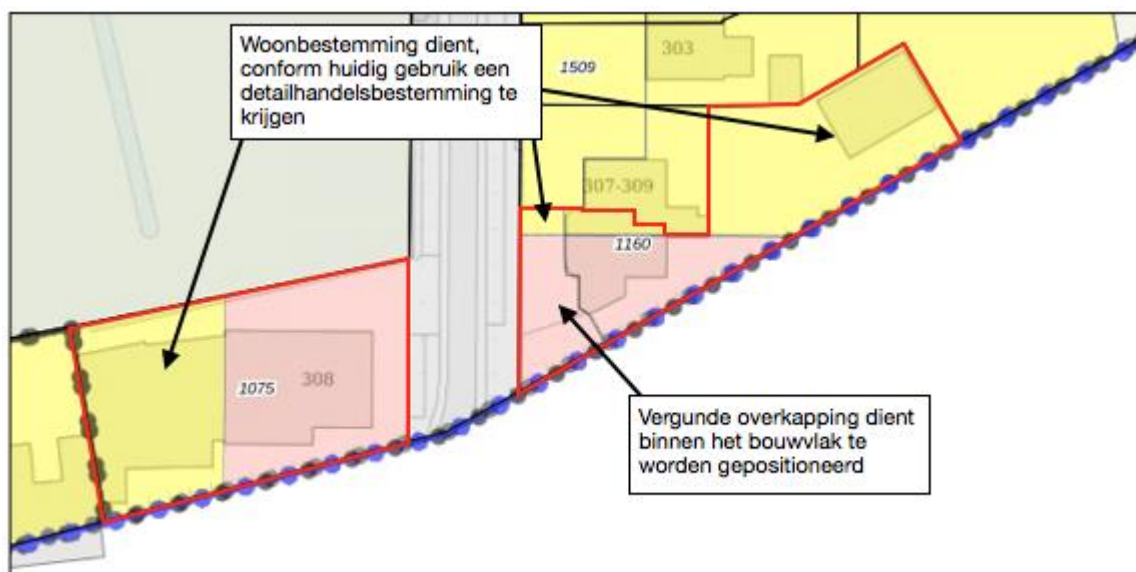 Woonbestemming dient,
conform huidig gebruik een
detailhandelsbestemming te
krijgen
303
1509
307-309
1160
1075
308
Vergunde overkapping dient
binnen het bouwvlak te
worden gepositioneerd